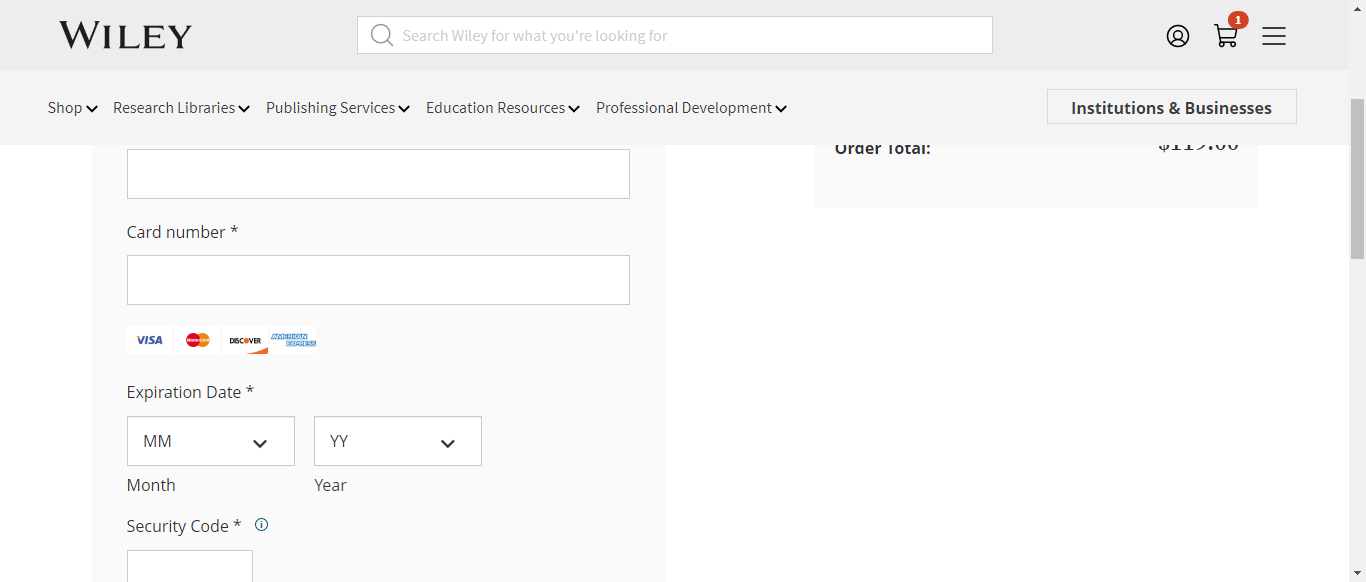 WILEY
Search Wiley for what you're looking for
1
Shop Research Libraries Publishing Services Education Resources Professional Development Institutions & Businesses
Order Total: $119.00
Card number *
VISA MasterCard DISCOVER AMERICAN EXPRESS
Expiration Date *
MM YY
Month Year
Security Code *